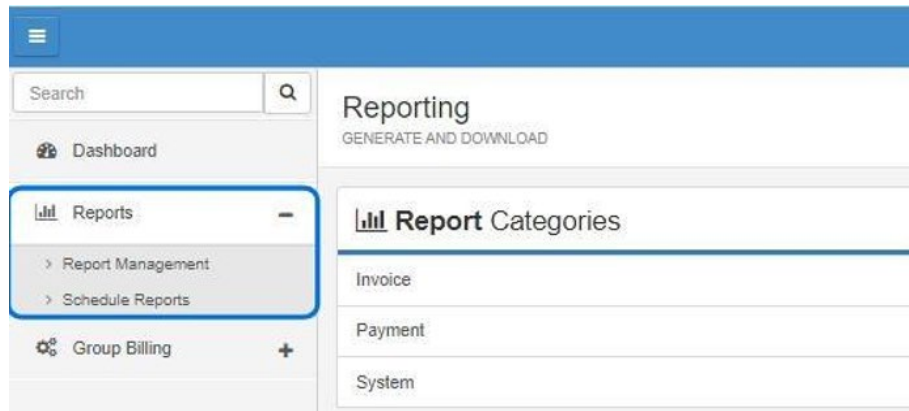 Search
Dashboard
Reports
Report Management
Schedule Reports
Group Billing
Reporting
GENERATE AND DOWNLOAD
Report Categories
Invoice
Payment
System